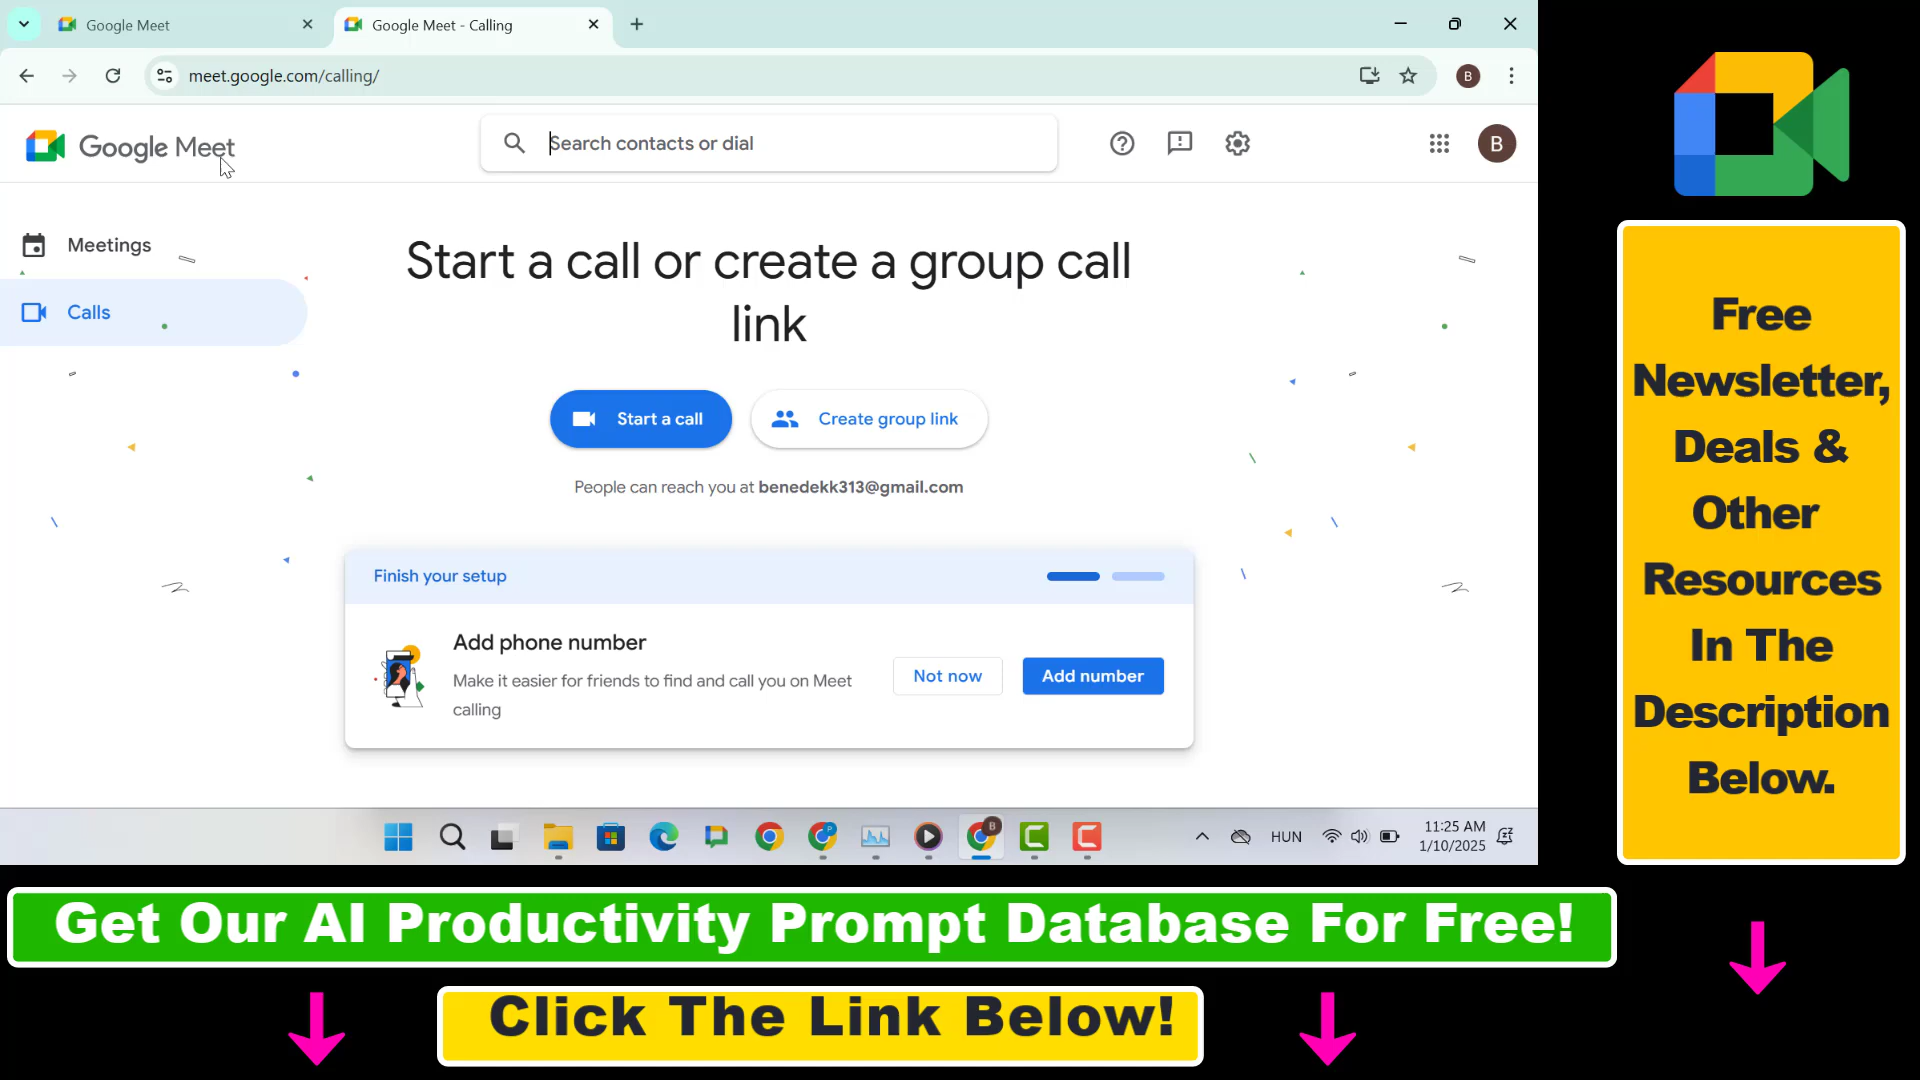 Google Meet
Google Meet - Calling
meet.google.com/calling/
B
Google Meet
Search contacts or dial
B
Meetings
Calls
Start a call or create a group call
link
Start a call
Create group link
People can reach you at benedekk313@gmail.com
Finish your setup
Add phone number
Make it easier for friends to find and call you on Meet
calling
Not now
Add number
P
B
HUN
11:25 AM
1/10/2025
Free
Newsletter,
Deals &
Other
Resources
In The
Description
Below.
Get Our AI Productivity Prompt Database For Free!
Click The Link Below!